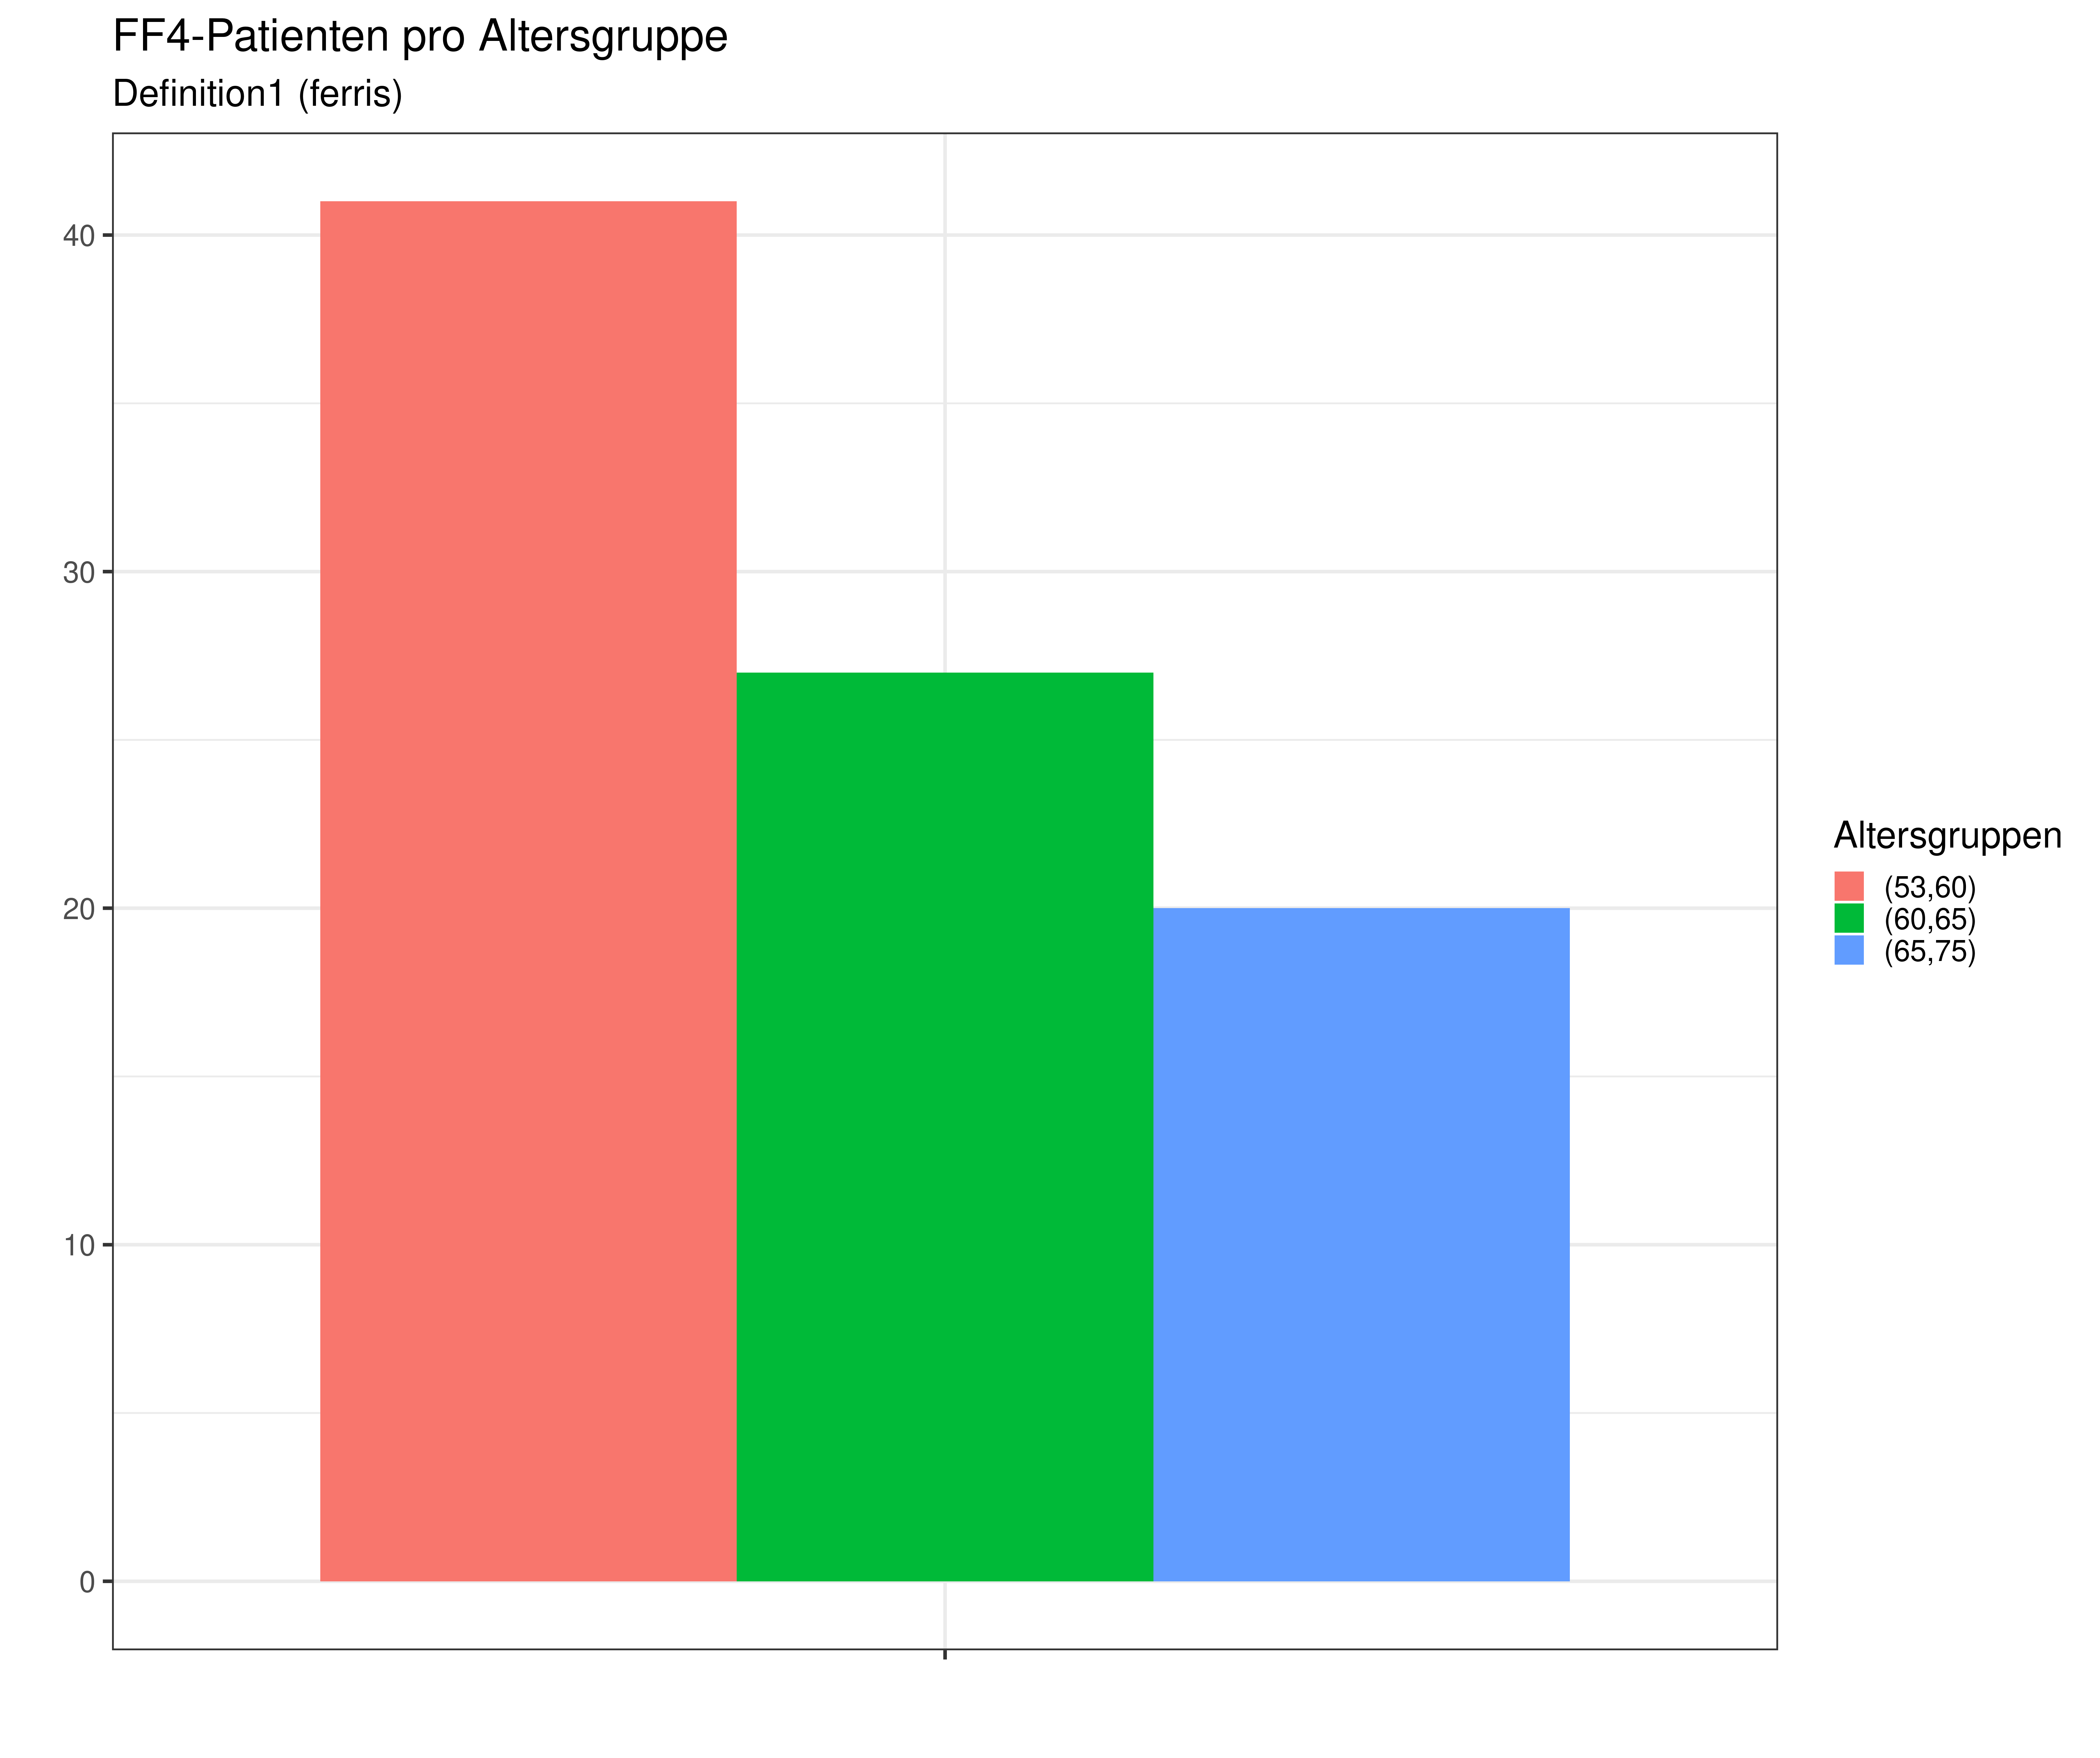 FF4-Patienten pro Altersgruppe
Definition1 (ferris)
40
30
20
10
0
Altersgruppen
(53,60)
(60,65)
(65,75)